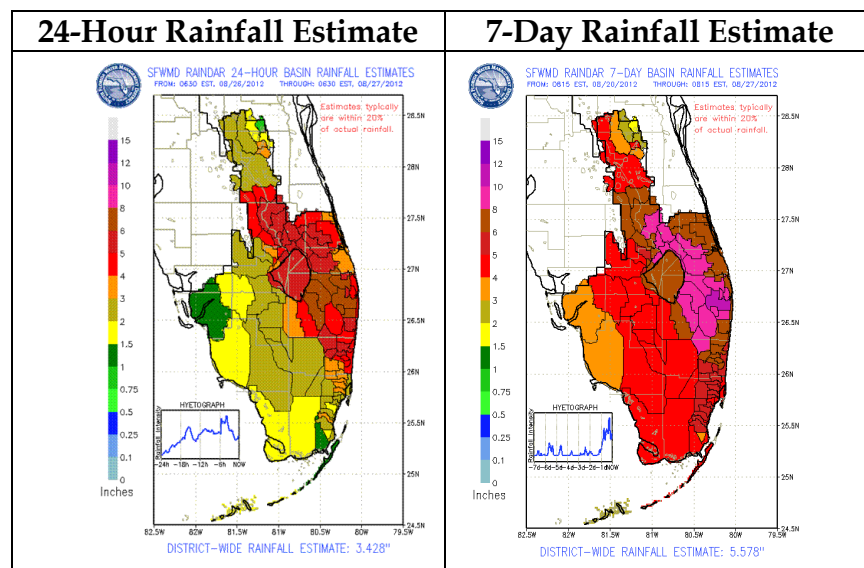 24-Hour Rainfall Estimate
SFWMD RAINDAR 24-HOUR BASIN RAINFALL ESTIMATES
FROM: 0630 EST, 08/26/2012 THROUGH: 0630 EST, 08/27/2012
Estimates typically
are within 20%
of actual rainfall.
15
12
10
8
6
5
4
3
2
1.5
1
0.75
0.5
0.25
0.1
0
Inches
28.5N
28N
27.5N
27N
26.5N
26N
25.5N
25N
24.5N
HYETOGRAPH
Rainfall Intensity
-24h -18h -12h -6h NOW
82.5W 82W 81.5W 81W 80.5W 80W 79.5W
DISTRICT-WIDE RAINFALL ESTIMATE: 3.428"
7-Day Rainfall Estimate
SFWMD RAINDAR 7-DAY BASIN RAINFALL ESTIMATES
FROM: 0815 EST, 08/20/2012 THROUGH: 0815 EST, 08/27/2012
Estimates typically
are within 20%
of actual rainfall.
15
12
10
8
6
5
4
3
2
1.5
1
0.75
0.5
0.25
0.1
0
Inches
28.5N
28N
27.5N
27N
26.5N
26N
25.5N
25N
24.5N
HYETOGRAPH
Rainfall Intensity
-7d -6d -5d -4d -3d -2d -1d NOW
82.5W 82W 81.5W 81W 80.5W 80W 79.5W
DISTRICT-WIDE RAINFALL ESTIMATE: 5.578"